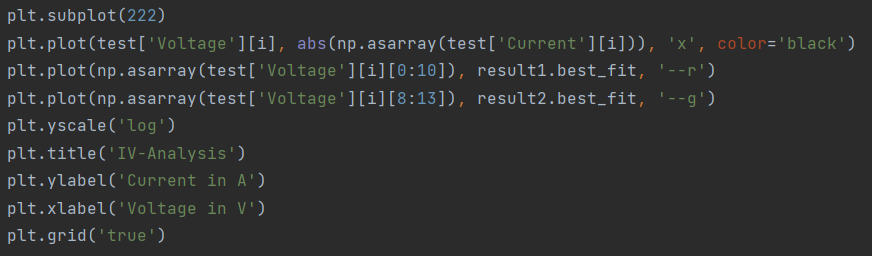 plt.subplot(222)
plt.plot(test['Voltage'][i], abs(np.asarray(test['Current'][i])), 'x', color='black')
plt.plot(np.asarray(test['Voltage'][i][0:10]), result1.best_fit, '--r')
plt.plot(np.asarray(test['Voltage'][i][8:13]), result2.best_fit, '--g')
plt.yscale('log')
plt.title('IV-Analysis')
plt.ylabel('Current in A')
plt.xlabel('Voltage in V')
plt.grid('true')